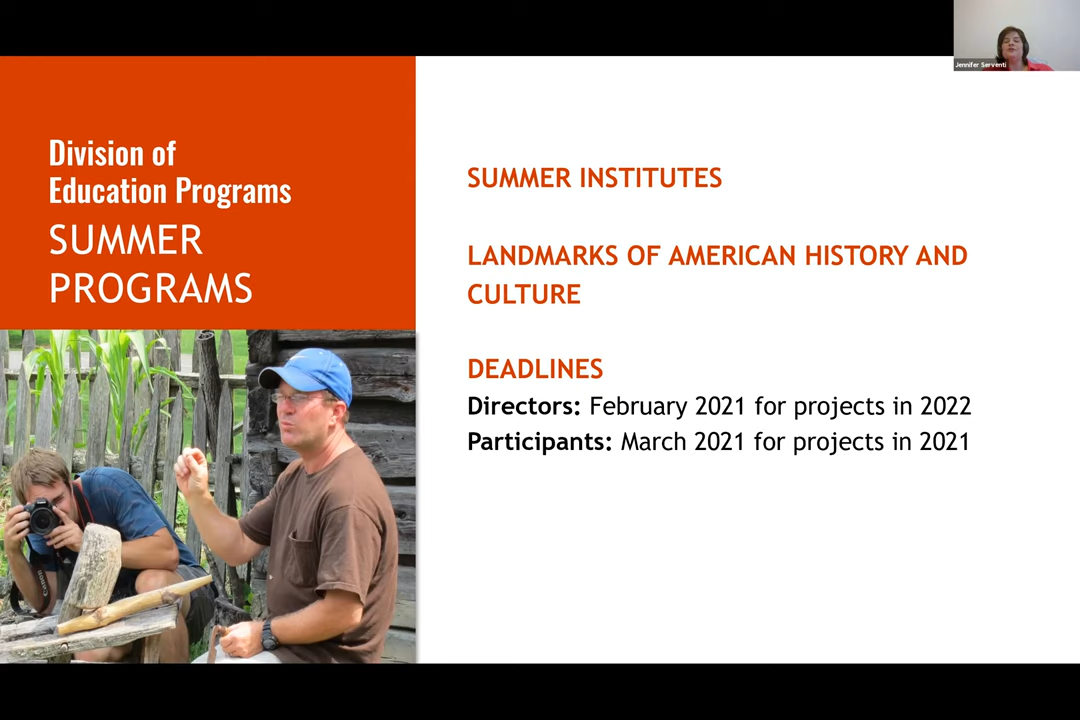 Jennifer Serventi
Division of
Education Programs
SUMMER
PROGRAMS
SUMMER INSTITUTES
LANDMARKS OF AMERICAN HISTORY AND
CULTURE
DEADLINES
Directors: February 2021 for projects in 2022
Participants: March 2021 for projects in 2021
Canon